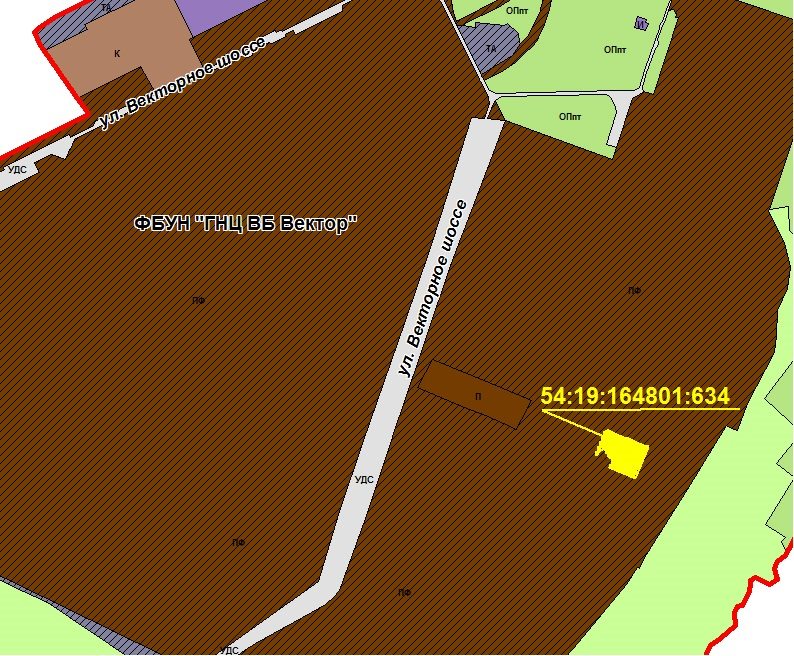 ТА
ОПпт
И
К
ТА
ОПпт
ул. Векторное шоссе
ОПпт
УДС
ФБУН "ГНЦ ВБ Вектор"
ул. Векторное шоссе
ПФ
ПФ
П
54:19:164801:634
УДС
ПФ
ПФ
УДС